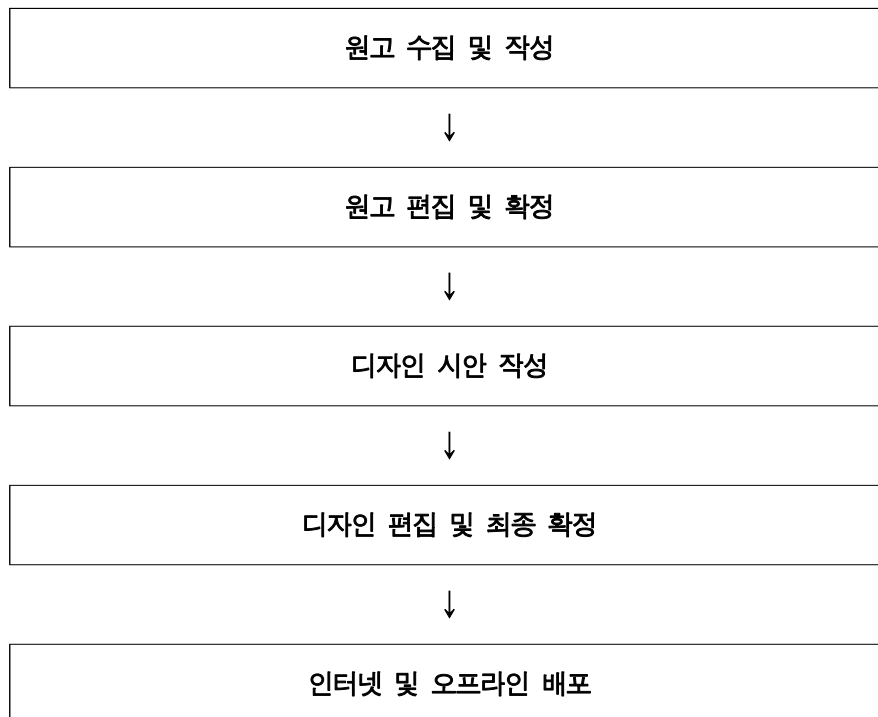 원고 수집 및 작성
↓
원고 편집 및 확정
↓
디자인 시안 작성
↓
디자인 편집 및 최종 확정
↓
인터넷 및 오프라인 배포